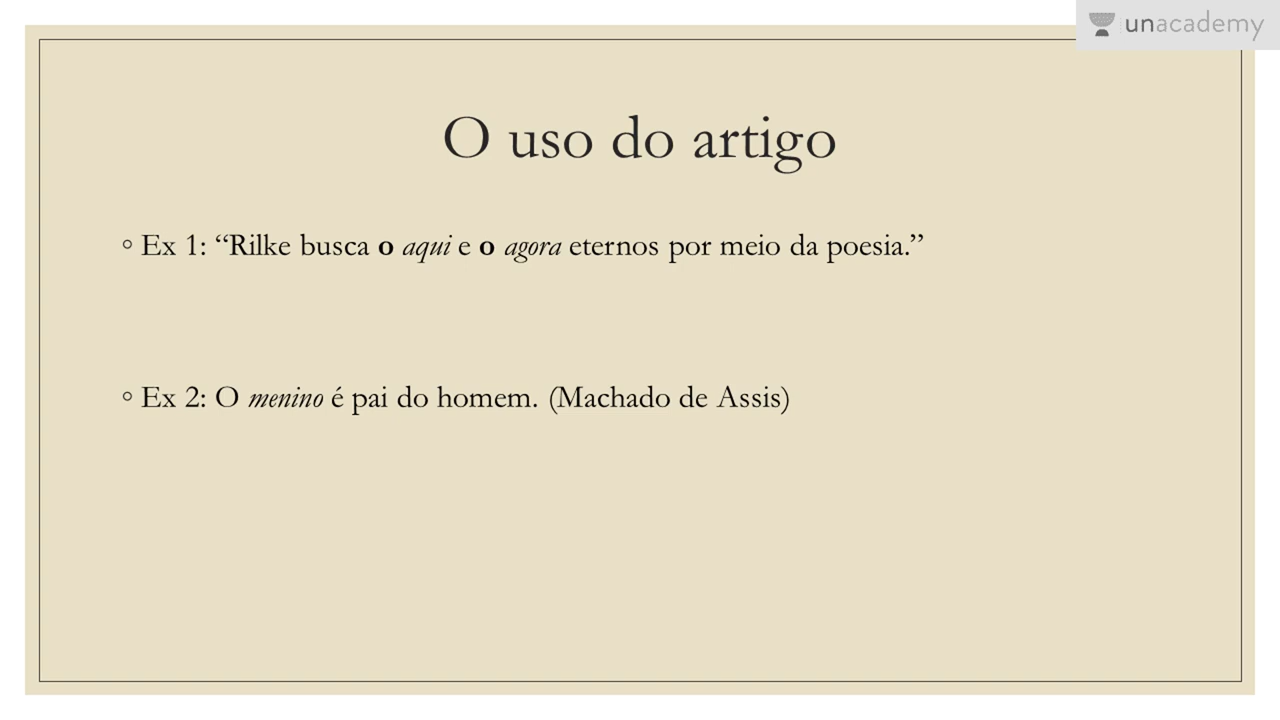 unacademy
O uso do artigo
◦ Ex 1: “Rilke busca o aqui e o agora eternos por meio da poesia.”
◦ Ex 2: O menino é pai do homem. (Machado de Assis)